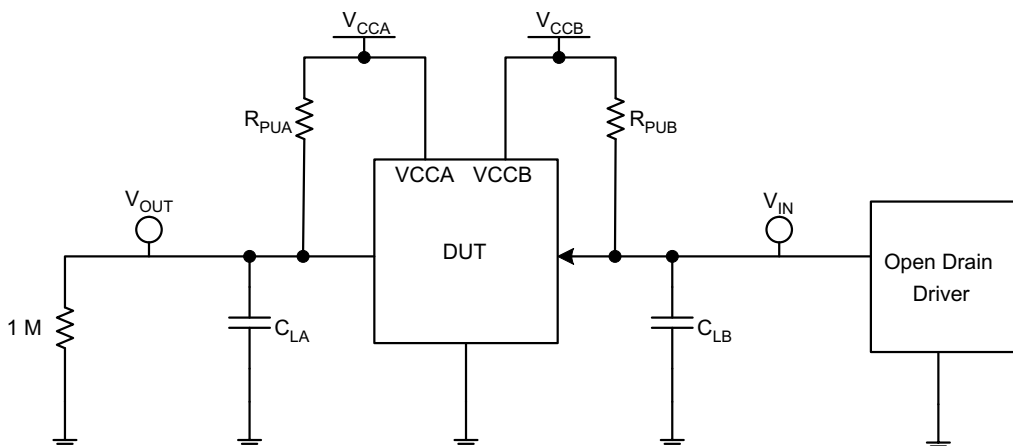 V_CCA
V_CCB
R_PUA
R_PUB
VCCA VCCB
V_OUT
V_IN
DUT
Open Drain
Driver
1 M
C_LA
C_LB